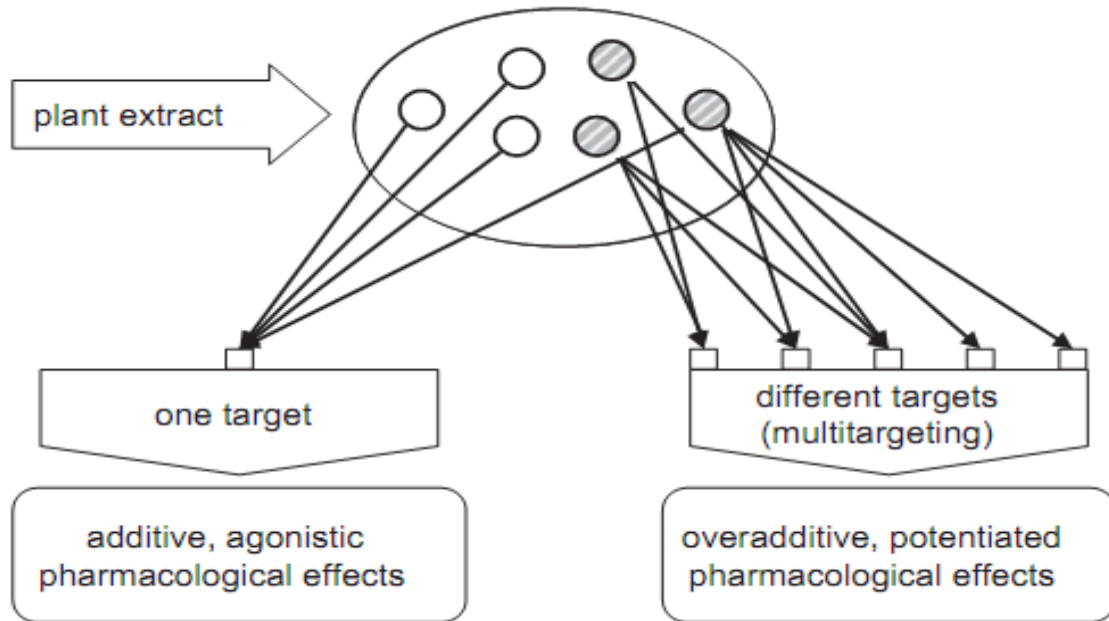 plant extract
one target
different targets
(multitargeting)
additive, agonistic
pharmacological effects
overadditive, potentiated
pharmacological effects